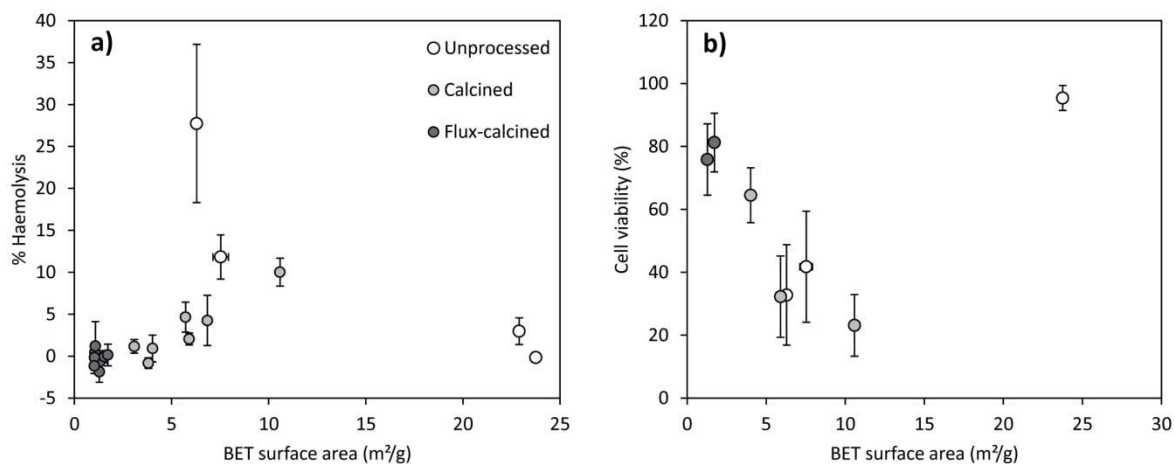 a)
% Haemolysis
40
35
30
25
20
15
10
5
0
-5
0 5 10 15 20 25
BET surface area (m²/g)
Unprocessed
Calcined
Flux-calcined
b)
Cell viability (%)
120
100
80
60
40
20
0
0 5 10 15 20 25 30
BET surface area (m²/g)